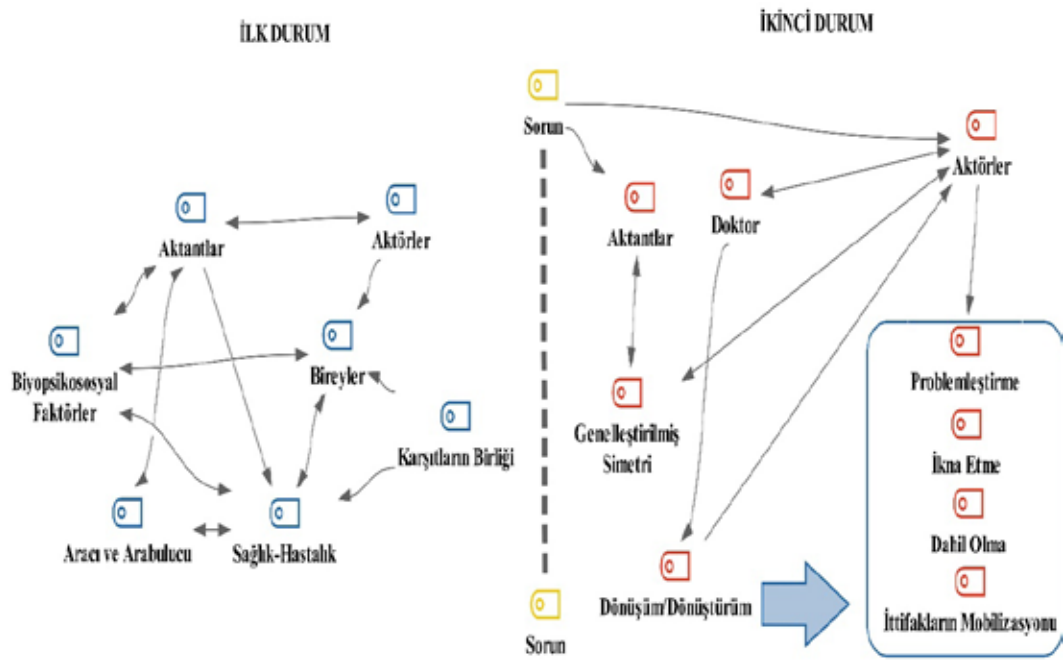 İLK DURUM
Aktantlar
Aktörler
Biyopsikososyal
Faktörler
Bireyler
Karşıtların Birliği
Aracı ve Arabulucu
Sağlık-Hastalık
İKİNCİ DURUM
Sorun
Aktörler
Aktantlar
Doktor
Genelleştirilmiş
Simetri
Dönüşüm/Dönüştürüm
Sorun
Problemleştirme
İkna Etme
Dahil Olma
İttifakların Mobilizasyonu